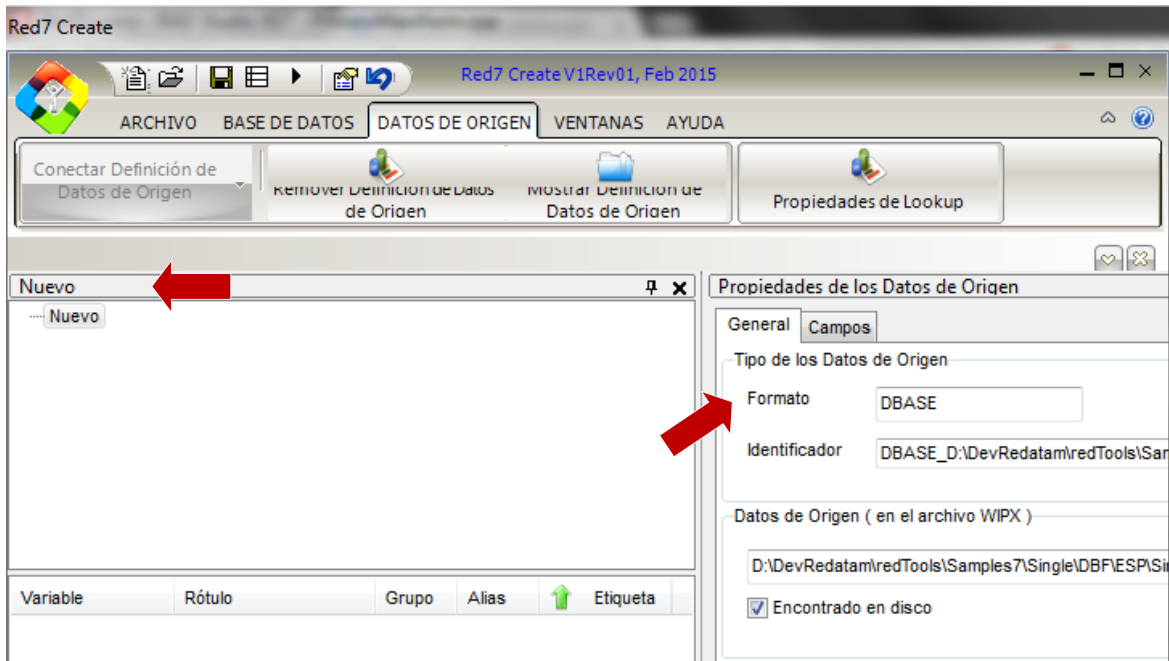 Red7 Create
Red7 Create V1Rev01, Feb 2015
ARCHIVO BASE DE DATOS DATOS DE ORIGEN VENTANAS AYUDA
Conectar Definición de
Datos de Origen
Remover Definición de Datos
de Origen
Mostrar Definición de
Datos de Origen
Propiedades de Lookup
Nuevo
Nuevo
Variable Rótulo Grupo Alias Etiqueta
Propiedades de los Datos de Origen
General Campos
Tipo de los Datos de Origen
Formato DBASE
Identificador DBASE_D:\DevRedatam\redTools\Sar
Datos de Origen ( en el archivo WIPX )
D:\DevRedatam\redTools\Samples7\Single\DBF\ESP\Si
Encontrado en disco